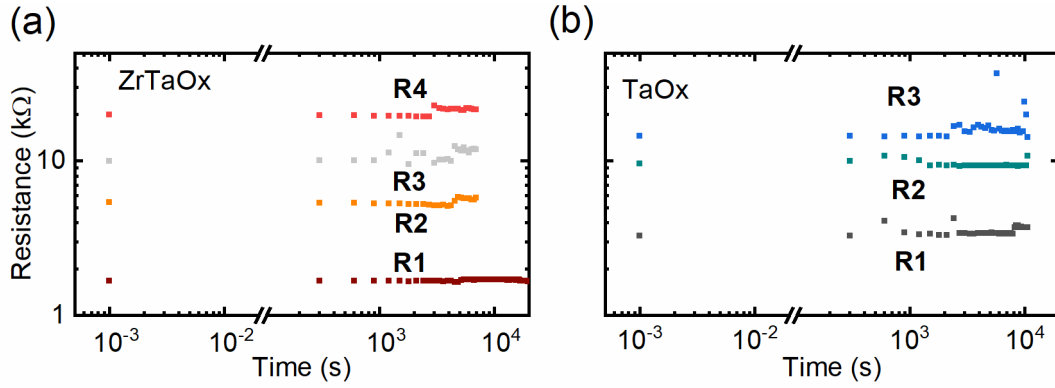 (a)
ZrTaOx
R4
R3
R2
R1
Resistance (kΩ)
10
1
10⁻³
10⁻²
10³
10⁴
Time (s)
(b)
TaOx
R3
R2
R1
10⁻³
10⁻²
10³
10⁴
Time (s)